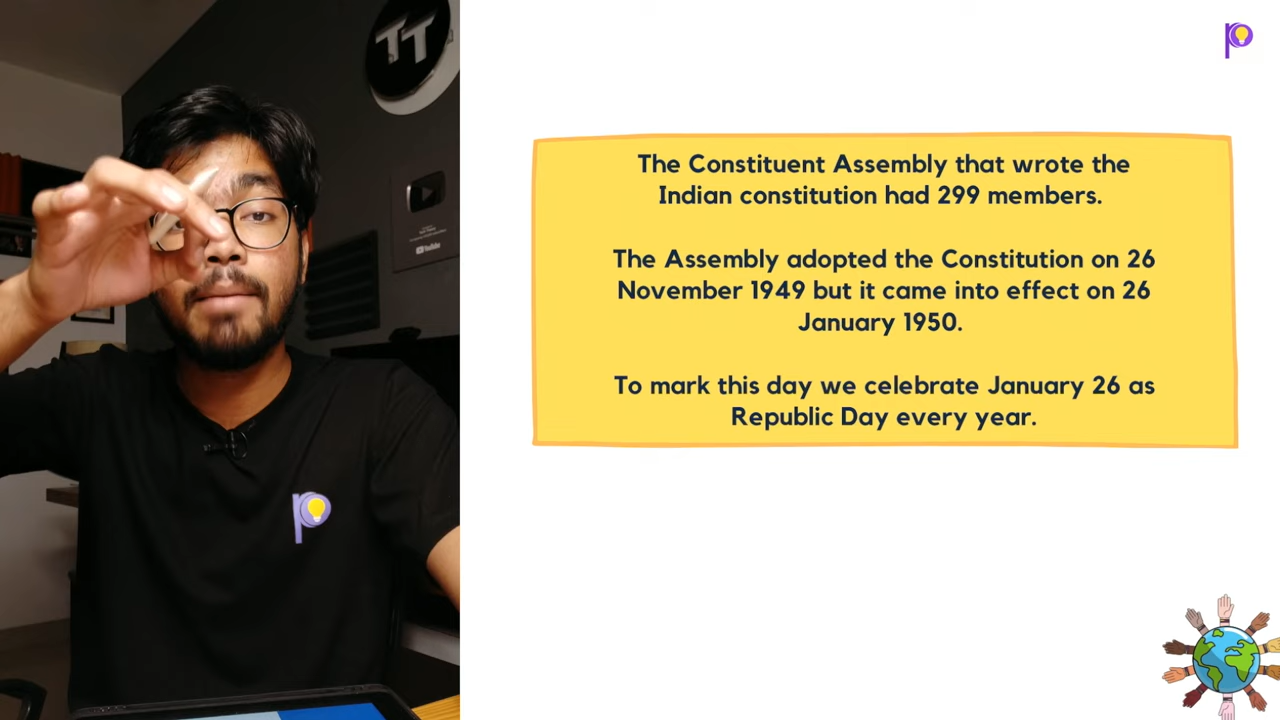 TT
The Constituent Assembly that wrote the
Indian constitution had 299 members.
The Assembly adopted the Constitution on 26
November 1949 but it came into effect on 26
January 1950.
To mark this day we celebrate January 26 as
Republic Day every year.
YouTube